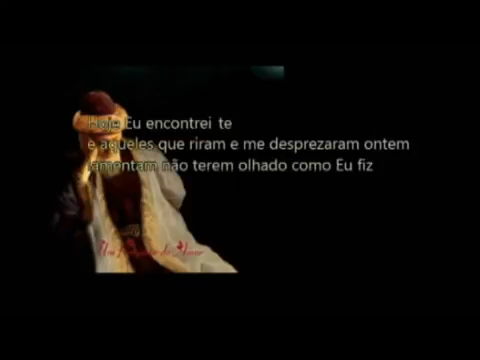 Hoje Eu encontrei te
e aqueles que riram e me desprezaram ontem
lamentam não terem olhado como Eu fiz